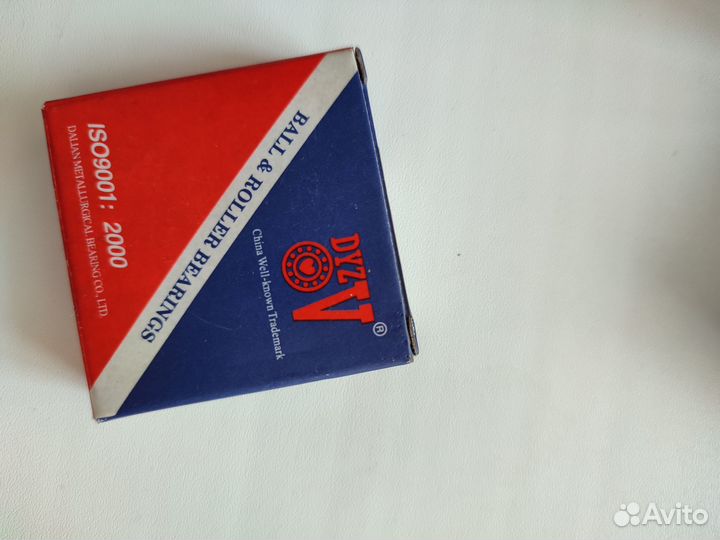 ISO9001: 2000
DALIAN METALLURGICAL BEARING CO., LTD.
BALL & ROLLER BEARINGS
DYZV®
China Well-known Trademark
Avito